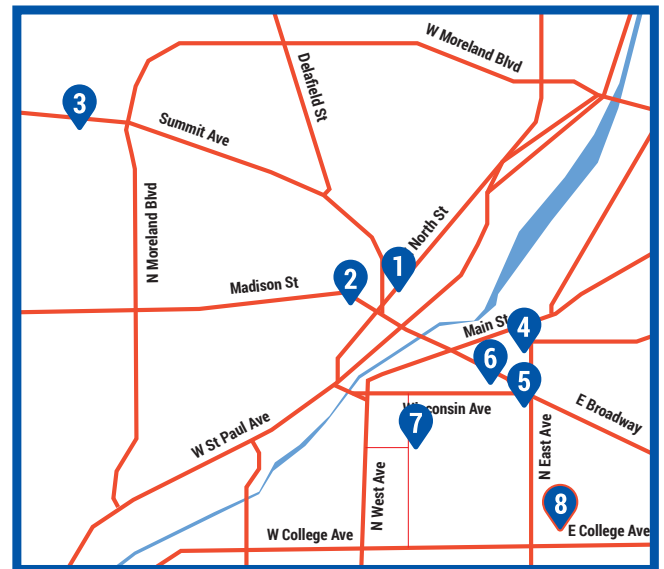 W Moreland Blvd
Delafield St
3
Summit Ave
North St
N Moreland Blvd
1
2
Madison St
Main St
4
6
5
Wisconsin Ave
E Broadway
7
W St Paul Ave
N West Ave
N East Ave
8
W College Ave
E College Ave